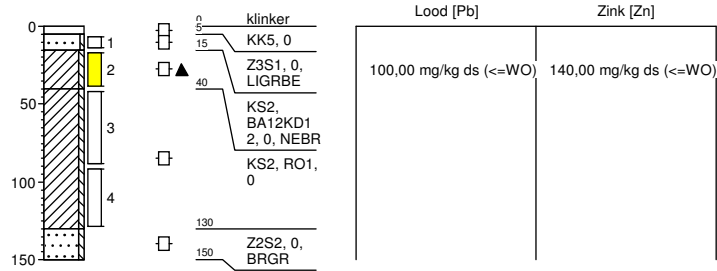 Lood [Pb]
Zink [Zn]
0
0
klinker
5
KK5, 0
1
15
Z3S1, 0,
LIGRBE
2
100,00 mg/kg ds (<=WO)
140,00 mg/kg ds (<=WO)
40
KS2,
BA12KD1
2, 0, NEBR
50
3
KS2, RO1,
0
100
4
130
Z2S2, 0,
BRGR
150
150